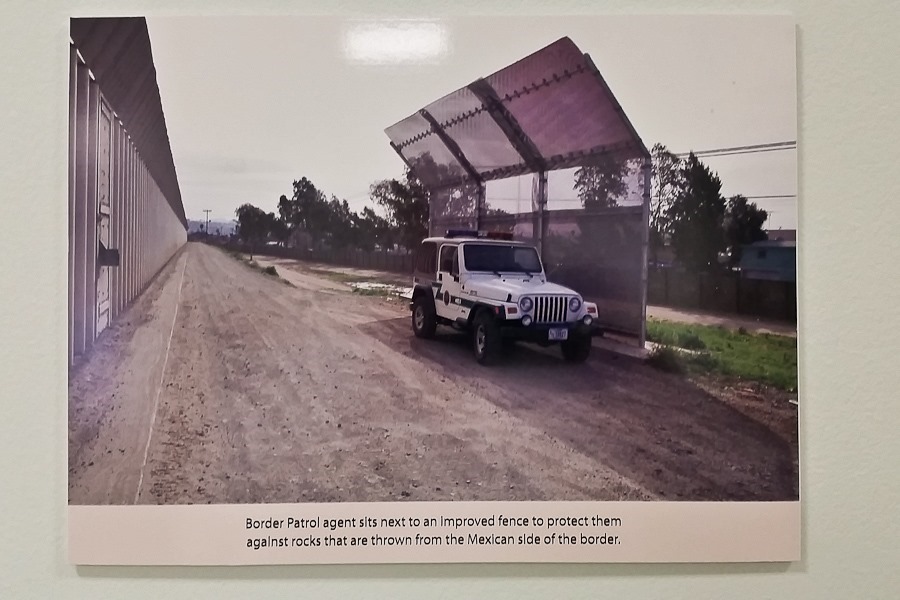 Border Patrol agent sits next to an improved fence to protect them
against rocks that are thrown from the Mexican side of the border.